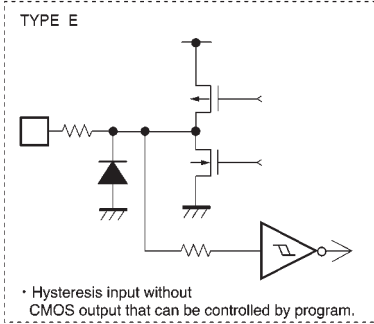 TYPE E
・Hysteresis input without
CMOS output that can be controlled by program.